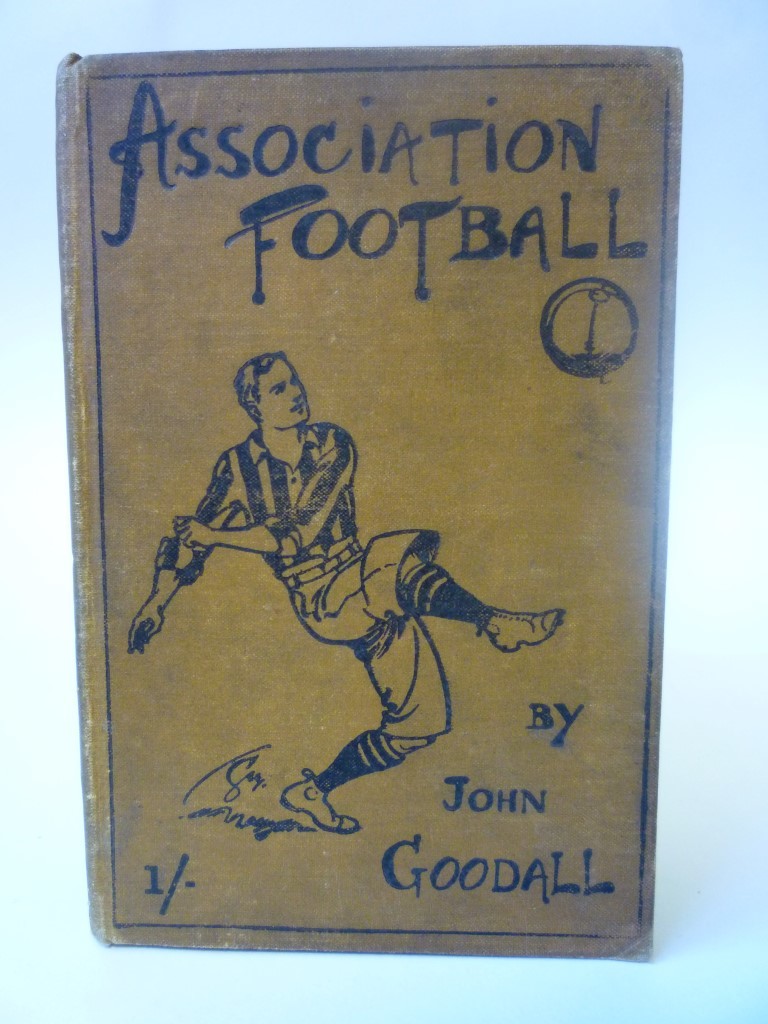 ASSOCIATION
FOOTBALL
BY
JOHN
GOODALL
1/-